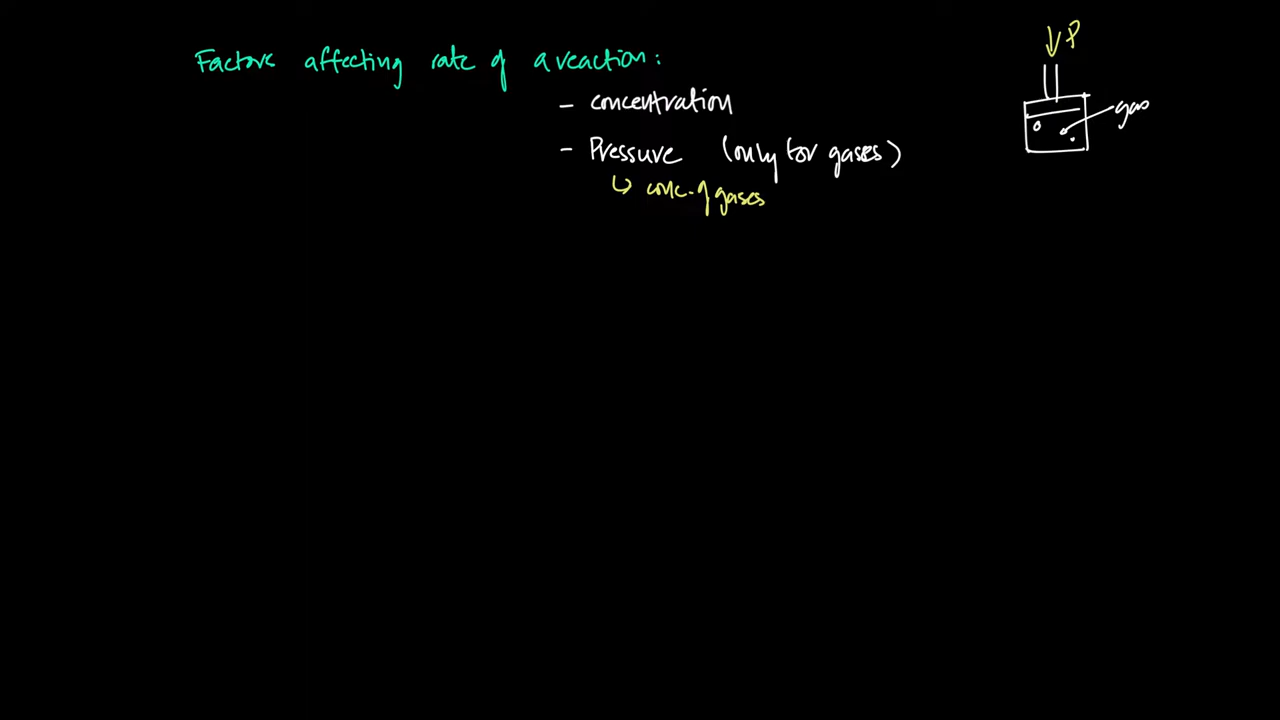 Factors affecting rate of a reaction:
- concentration
- Pressure (only for gases)
↳ conc. of gases
↓ P
gas